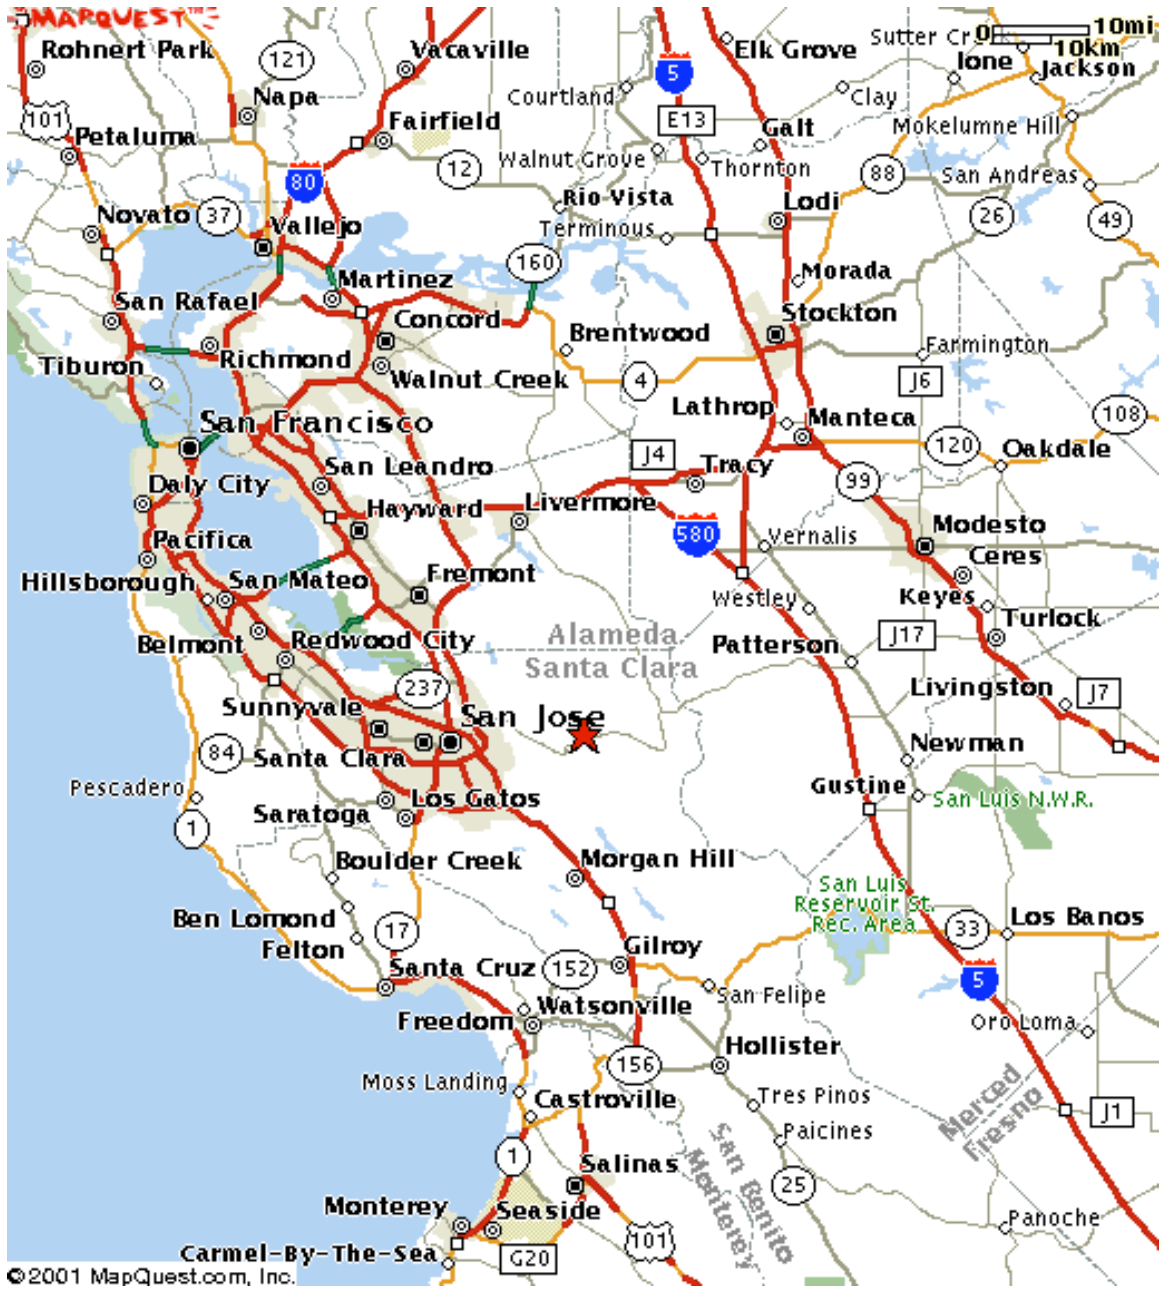 MAPQUEST™
Rohnert Park
121
Vacaville
5
Elk Grove
Sutter Cr
0
10mi
10km
Ione
Jackson
Napa
Courtland
Clay
101
Petaluma
Fairfield
E13
Galt
Mokelumne Hill
80
12
Walnut Grove
Thornton
88
San Andreas
Novato
37
Vallejo
Rio Vista
Lodi
26
49
Terminous
160
Morada
San Rafael
Martinez
Concord
Stockton
Brentwood
Farmington
Tiburon
Richmond
Walnut Creek
4
J6
San Francisco
Lathrop
Manteca
108
120
Oakdale
San Leandro
J4
Tracy
Daly City
99
Hayward
Livermore
580
Vernalis
Modesto
Pacifica
Ceres
Hillsborough
San Mateo
Fremont
Westley
Keyes
Turlock
Belmont
Redwood City
Alameda
Santa Clara
Patterson
J17
237
Livingston
J7
Sunnyvale
San Jose
84
Santa Clara
Newman
Pescadero
Gustine
San Luis N.W.R.
Los Gatos
Saratoga
1
Boulder Creek
Morgan Hill
San Luis
Reservoir St.
Rec. Area
Ben Lomond
17
33
Los Banos
Felton
Gilroy
Santa Cruz
152
5
San Felipe
Watsonville
Freedom
Oro Loma
Hollister
156
Moss Landing
Castroville
Tres Pinos
Merced
Fresno
J1
Paicines
San Benito
Monterey
1
Salinas
25
Monterey
Seaside
Panoche
101
Carmel-By-The-Sea
G20
©2001 MapQuest.com, Inc.